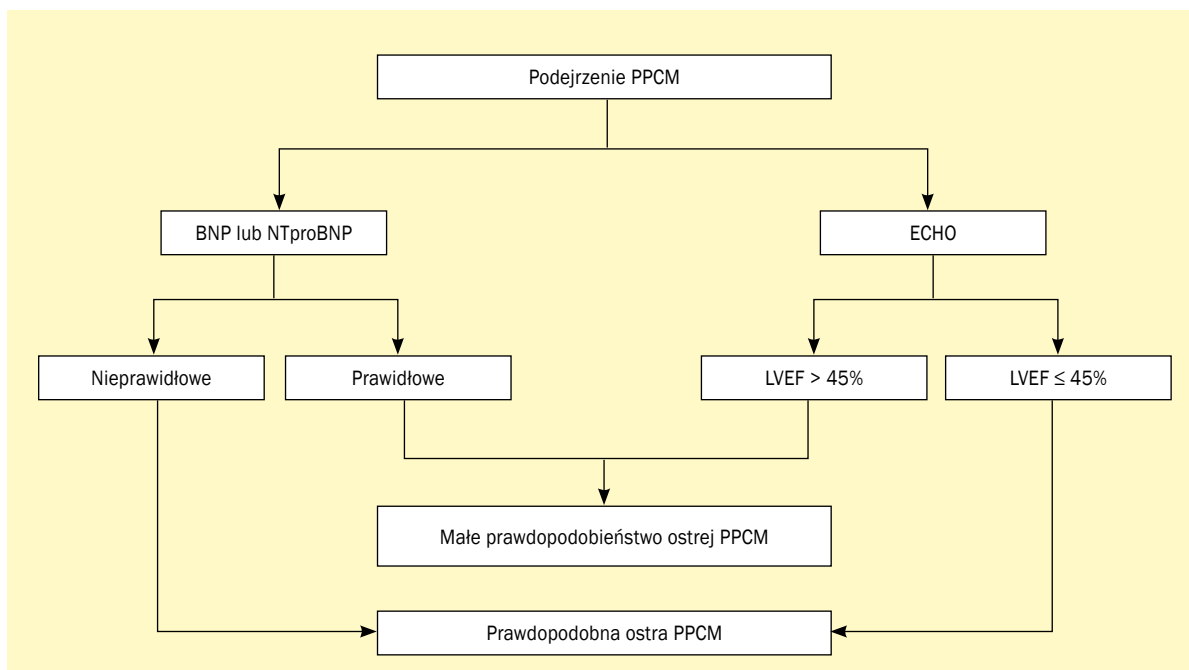 Podejrzenie PPCM
BNP lub NTproBNP
ECHO
Nieprawidłowe
Prawidłowe
LVEF > 45%
LVEF ≤ 45%
Małe prawdopodobieństwo ostrej PPCM
Prawdopodobna ostra PPCM